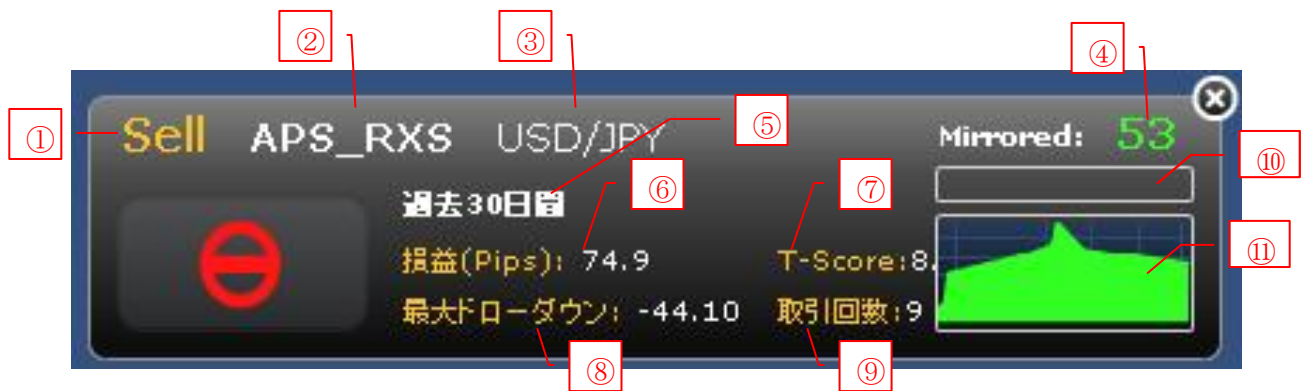 ② ③ ④
① Sell APS_RXS USD/JPY ⑤ Mirrored: 53
⑩
過去30日間 ⑥ ⑦
損益(Pips): 74.9 T-Score:8.
⑪
最大ドローダウン: -44.10 取引回数:9
⑧ ⑨